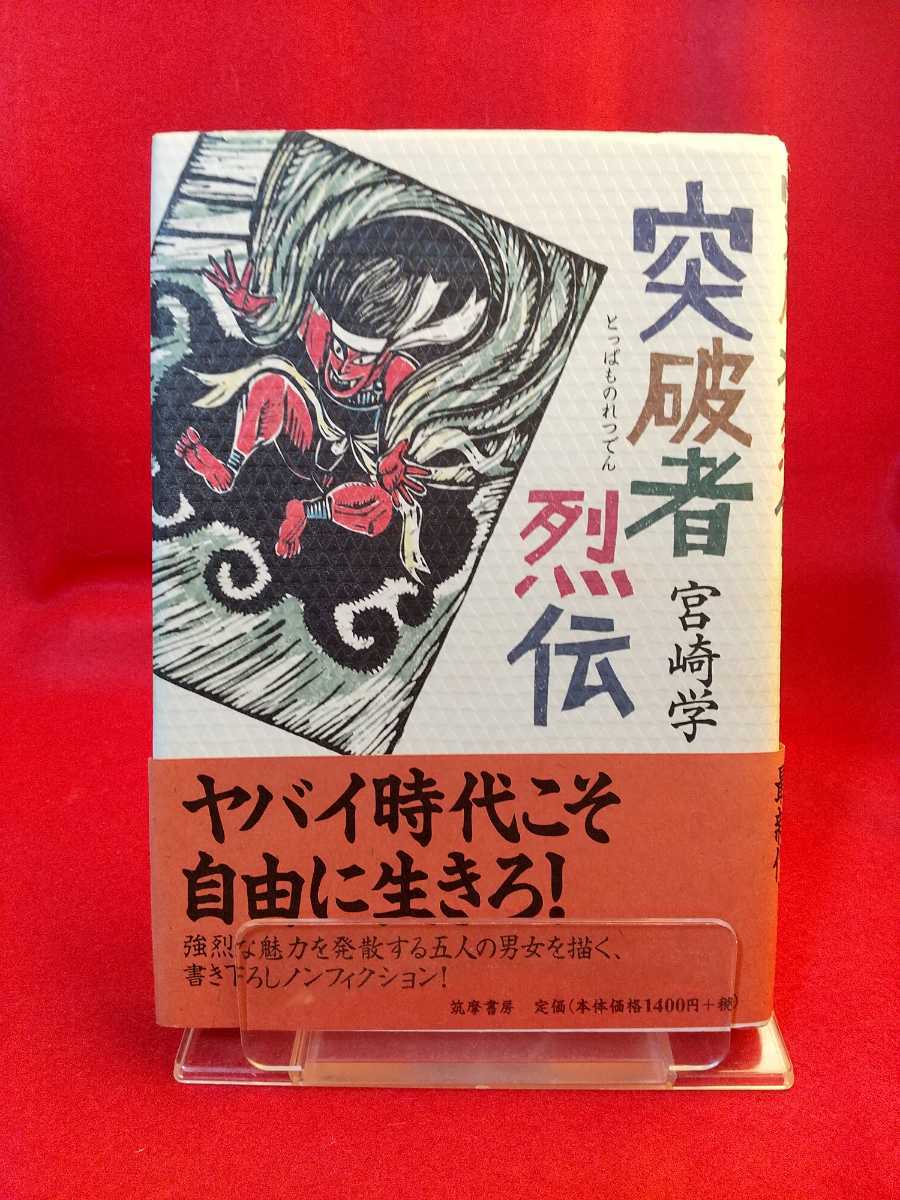 突破者
とっぱものれつでん
烈伝
宮崎学
ヤバイ時代こそ
自由に生きろ!
強烈な魅力を発散する五人の男女を描く、
書き下ろしノンフィクション!
筑摩書房 定価(本体価格1400円+税)